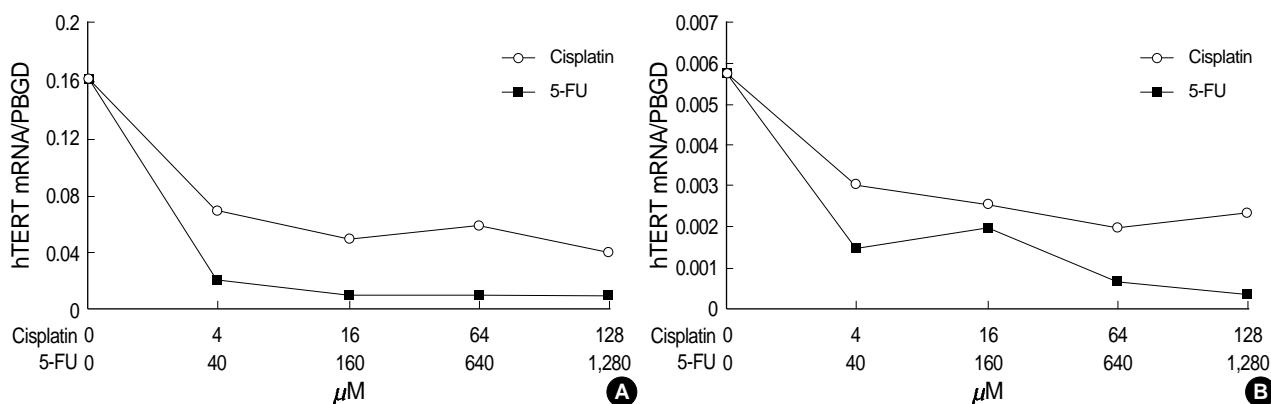 0.2
0.16
0.12
0.08
0.04
0
hTERT mRNA/PBGD
Cisplatin
5-FU
Cisplatin 0 4 16 64 128
5-FU 0 40 160 640 1,280
μM
A
0.007
0.006
0.005
0.004
0.003
0.002
0.001
0
hTERT mRNA/PBGD
Cisplatin
5-FU
0 4 16 64 128
0 40 160 640 1,280
μM
B